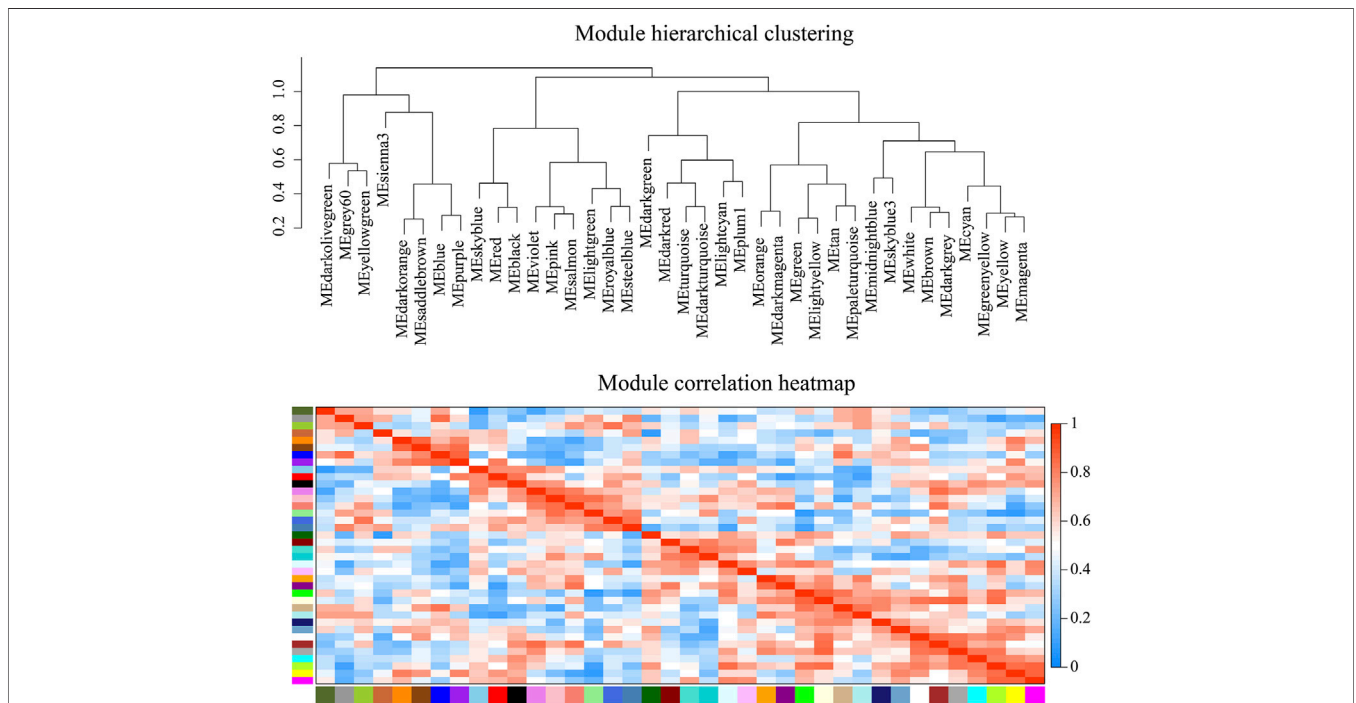 Module hierarchical clustering
1.0
0.8
0.6
0.4
0.2
MEdarkolivegreen
MEgrey60
MEyellowgreen
MEsienna3
MEdarkorange
MEsaddlebrown
MEblue
MEpurple
MEskyblue
MEred
MEblack
MEviolet
MEpink
MEsalmon
MElightgreen
MEroyalblue
MEsteelblue
MEdarkgreen
MEdarkred
MEturquoise
MEdarkturquoise
MElightcyan
MEplum1
MEorange
MEdarkmagenta
MEgreen
MElightyellow
MEtan
MEpaleturquoise
MEmidnightblue
MEskyblue3
MEwhite
MEbrown
MEdarkgrey
MEcyan
MEgreenyellow
MEyellow
MEmagenta
Module correlation heatmap
1
0.8
0.6
0.4
0.2
0